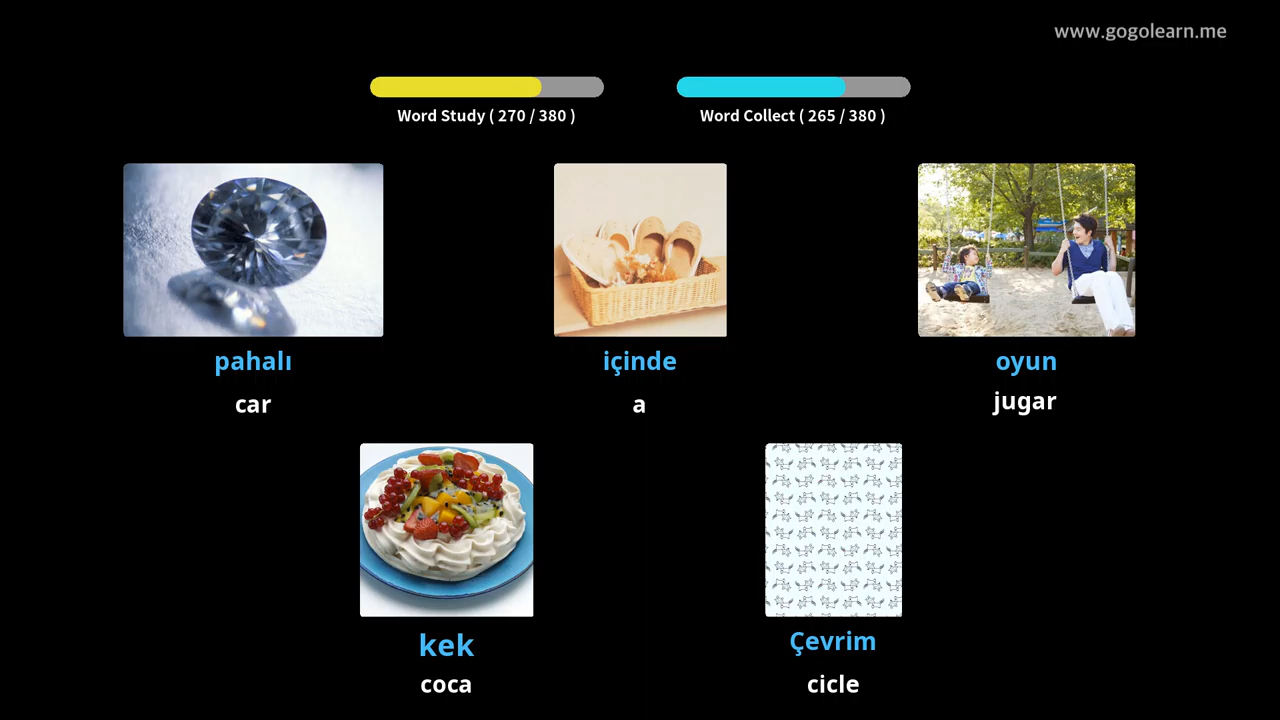 www.gogolearn.me
Word Study ( 270 / 380 )
Word Collect ( 265 / 380 )
pahalı
içinde
oyun
car
a
jugar
kek
Çevrim
coca
cicle